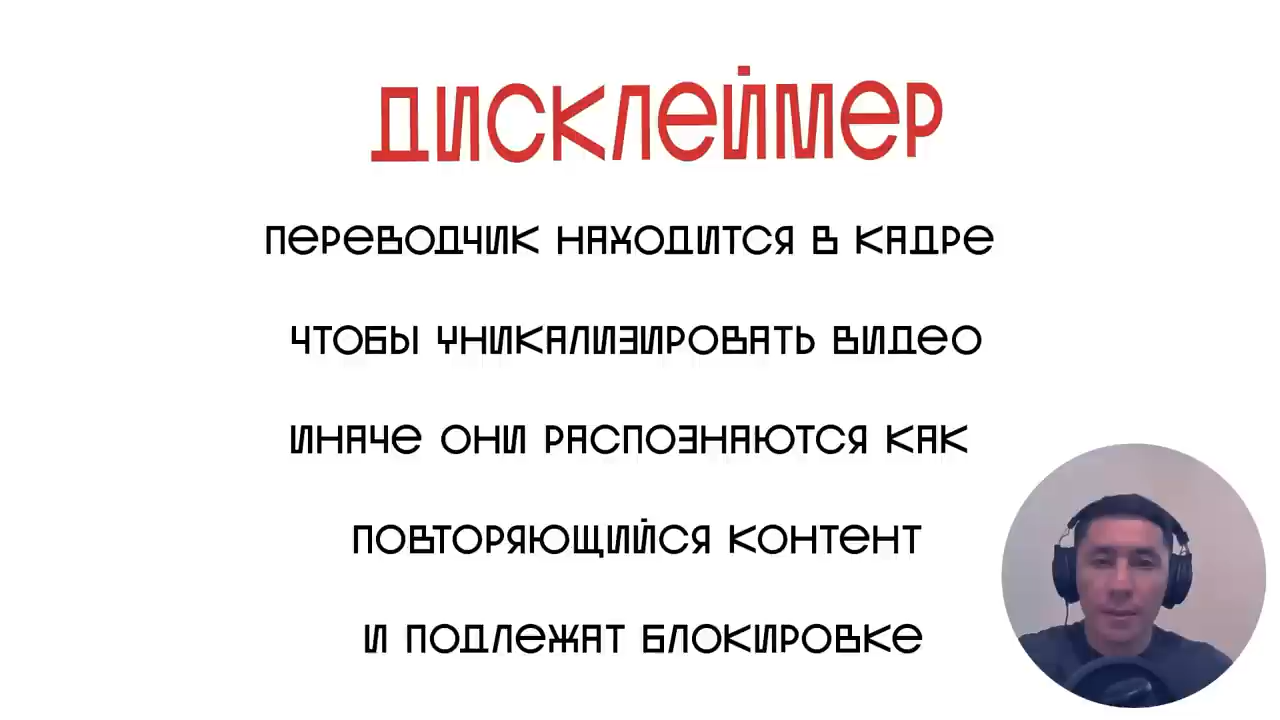 ДИСКЛЕЙМЕР
ПЕРЕВОДЧИК НАХОДИТСЯ В КАДРЕ
ЧТОБЫ УНИКАЛИЗИРОВАТЬ ВИДЕО
ИНАЧЕ ОНИ РАСПОЗНАЮТСЯ КАК
ПОВТОРЯЮЩИЙСЯ КОНТЕНТ
И ПОДЛЕЖАТ БЛОКИРОВКЕ